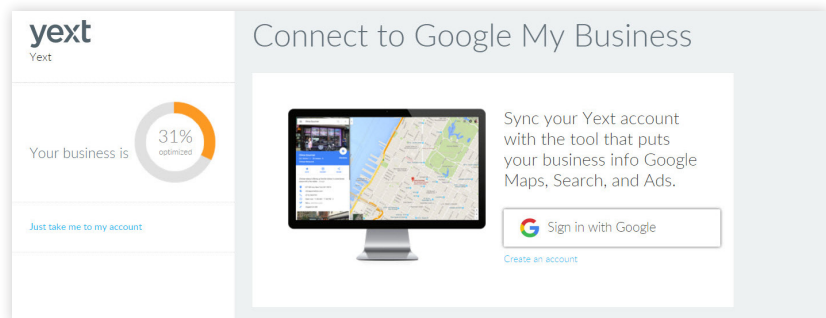 yext
Yext
Your business is
31%
optimized
Just take me to my account
Connect to Google My Business
Sync your Yext account
with the tool that puts
your business info Google
Maps, Search, and Ads.
Sign in with Google
Create an account